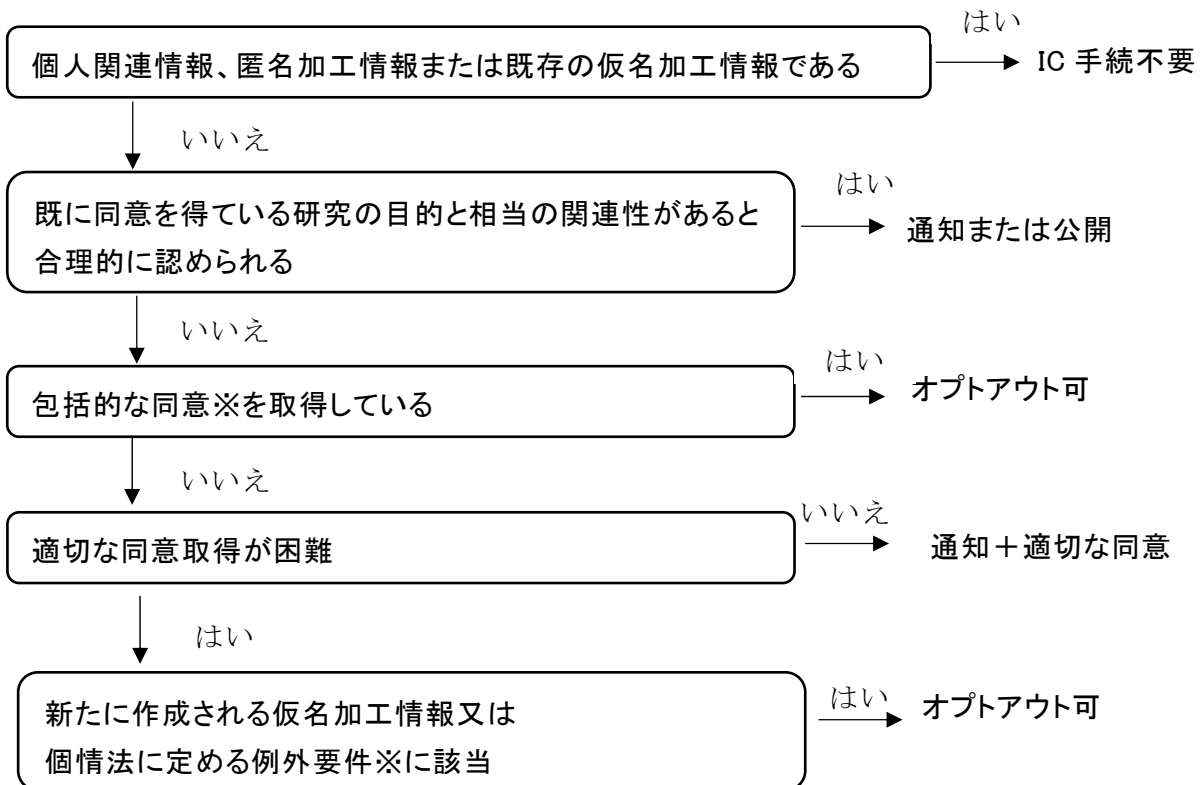 はい
個人関連情報、匿名加工情報または既存の仮名加工情報である
IC 手続不要
いいえ
はい
既に同意を得ている研究の目的と相当の関連性があると
合理的に認められる
通知または公開
いいえ
はい
包括的な同意※を取得している
オプトアウト可
いいえ
いいえ
適切な同意取得が困難
通知＋適切な同意
はい
はい
新たに作成される仮名加工情報又は
個情法に定める例外要件※に該当
オプトアウト可